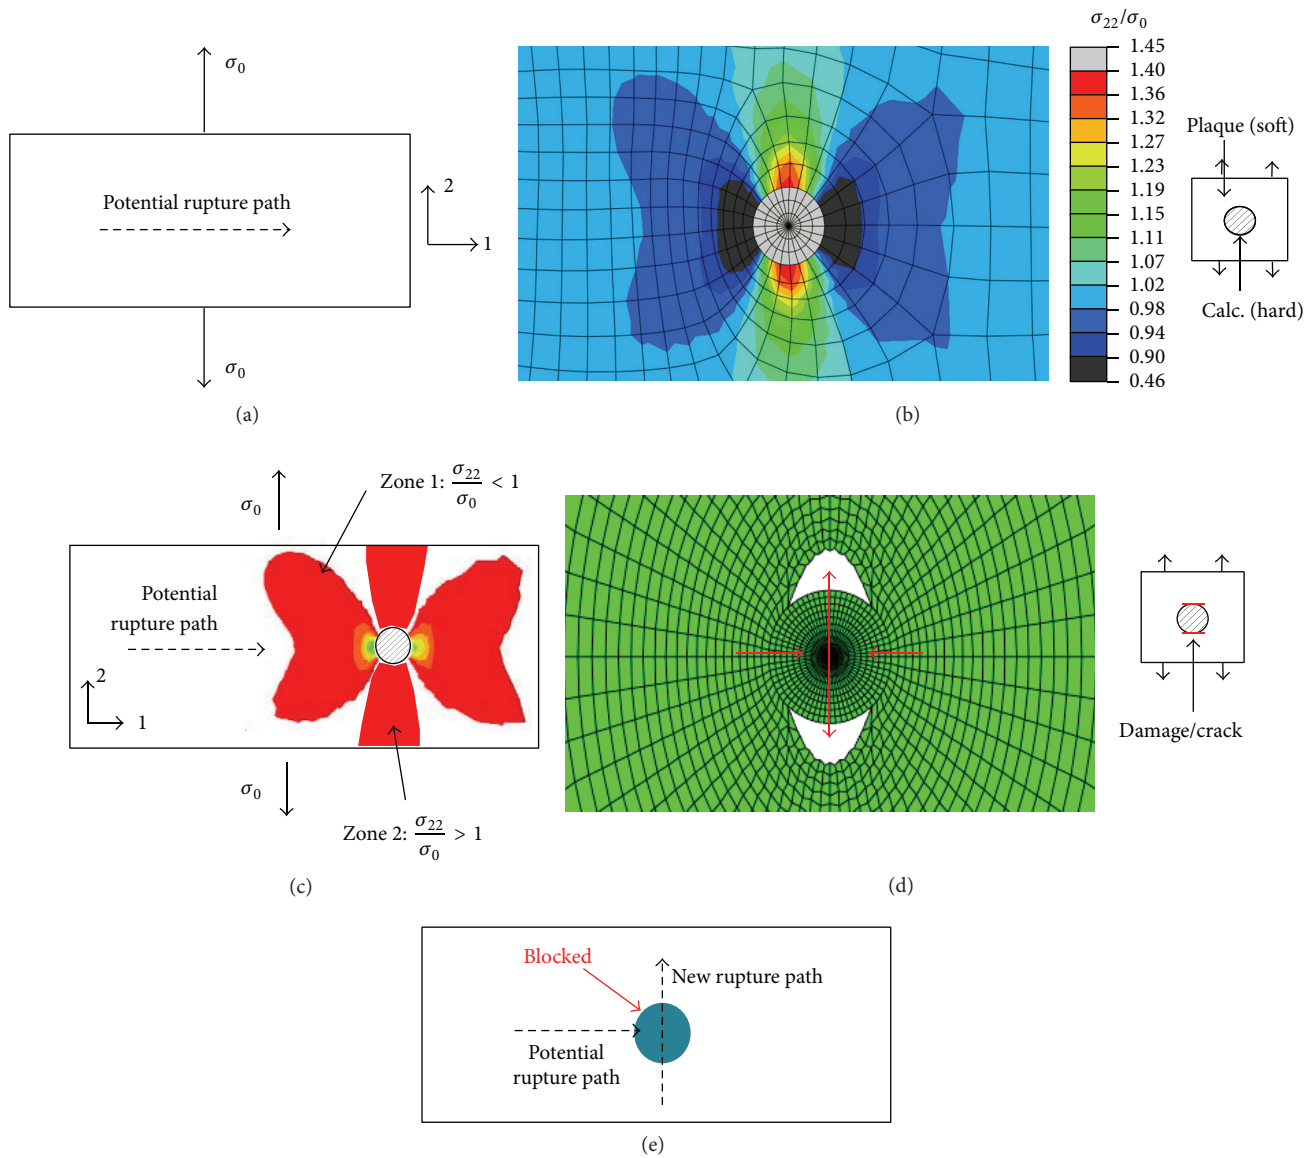 σ0
Potential rupture path
σ0
2
1
(a)
σ22/σ0
1.45
1.40
1.36
1.32
1.27
1.23
1.19
1.15
1.11
1.07
1.02
0.98
0.94
0.90
0.46
Plaque (soft)
Calc. (hard)
(b)
Zone 1: σ22/σ0 < 1
σ0
Potential
rupture path
2
1
σ0
Zone 2: σ22/σ0 > 1
(c)
Damage/crack
(d)
Blocked
New rupture path
Potential
rupture path
(e)